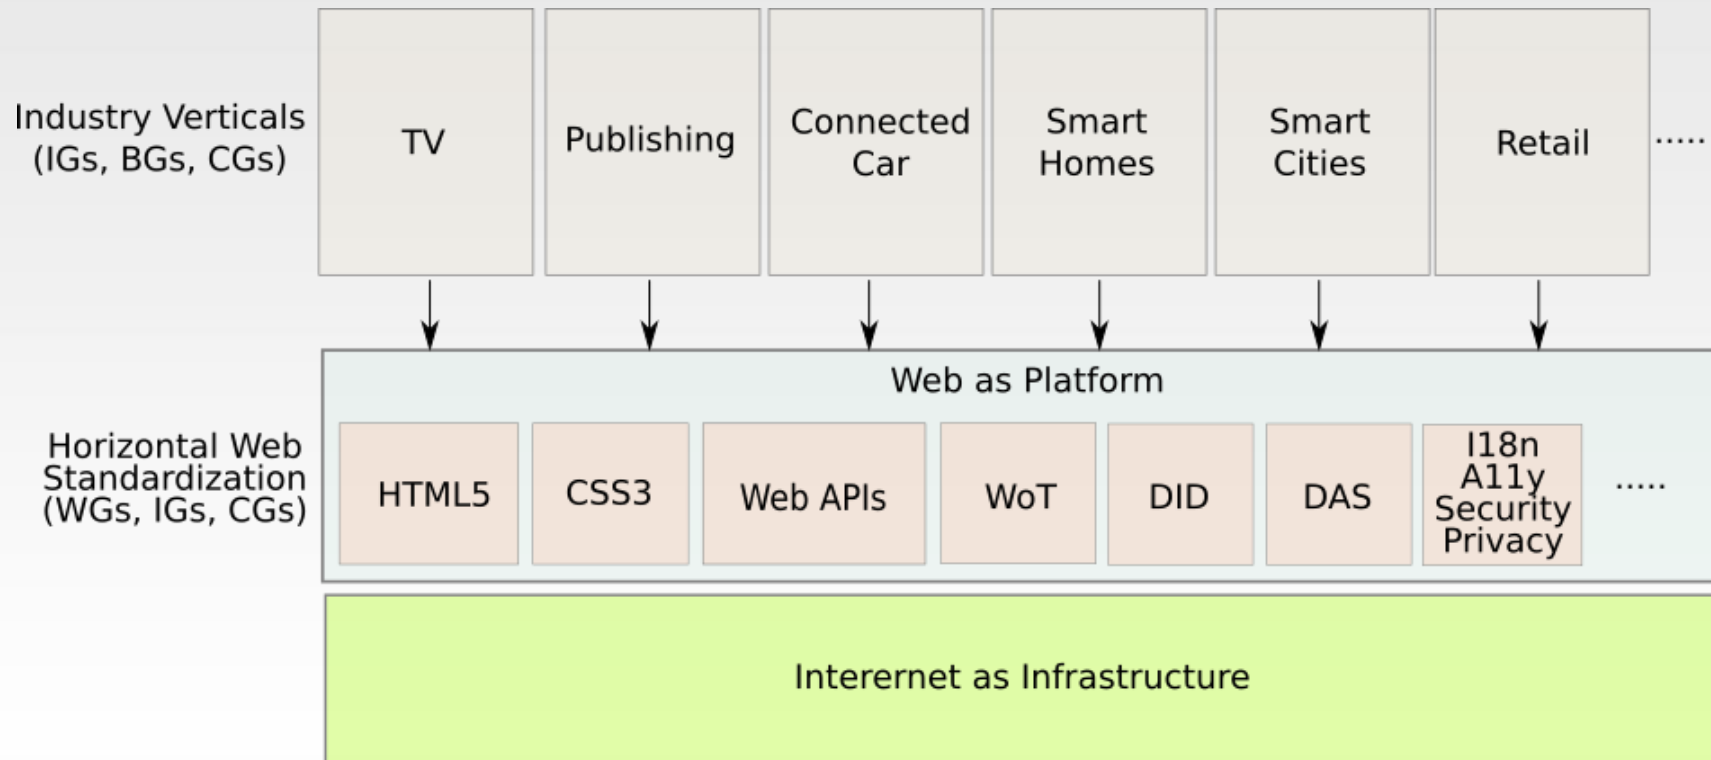 Industry Verticals
(IGs, BGs, CGs)
TV
Publishing
Connected
Car
Smart
Homes
Smart
Cities
Retail
.....
Web as Platform
Horizontal Web
Standardization
(WGs, IGs, CGs)
HTML5
CSS3
Web APIs
WoT
DID
DAS
I18n
A11y
Security
Privacy
.....
Interernet as Infrastructure